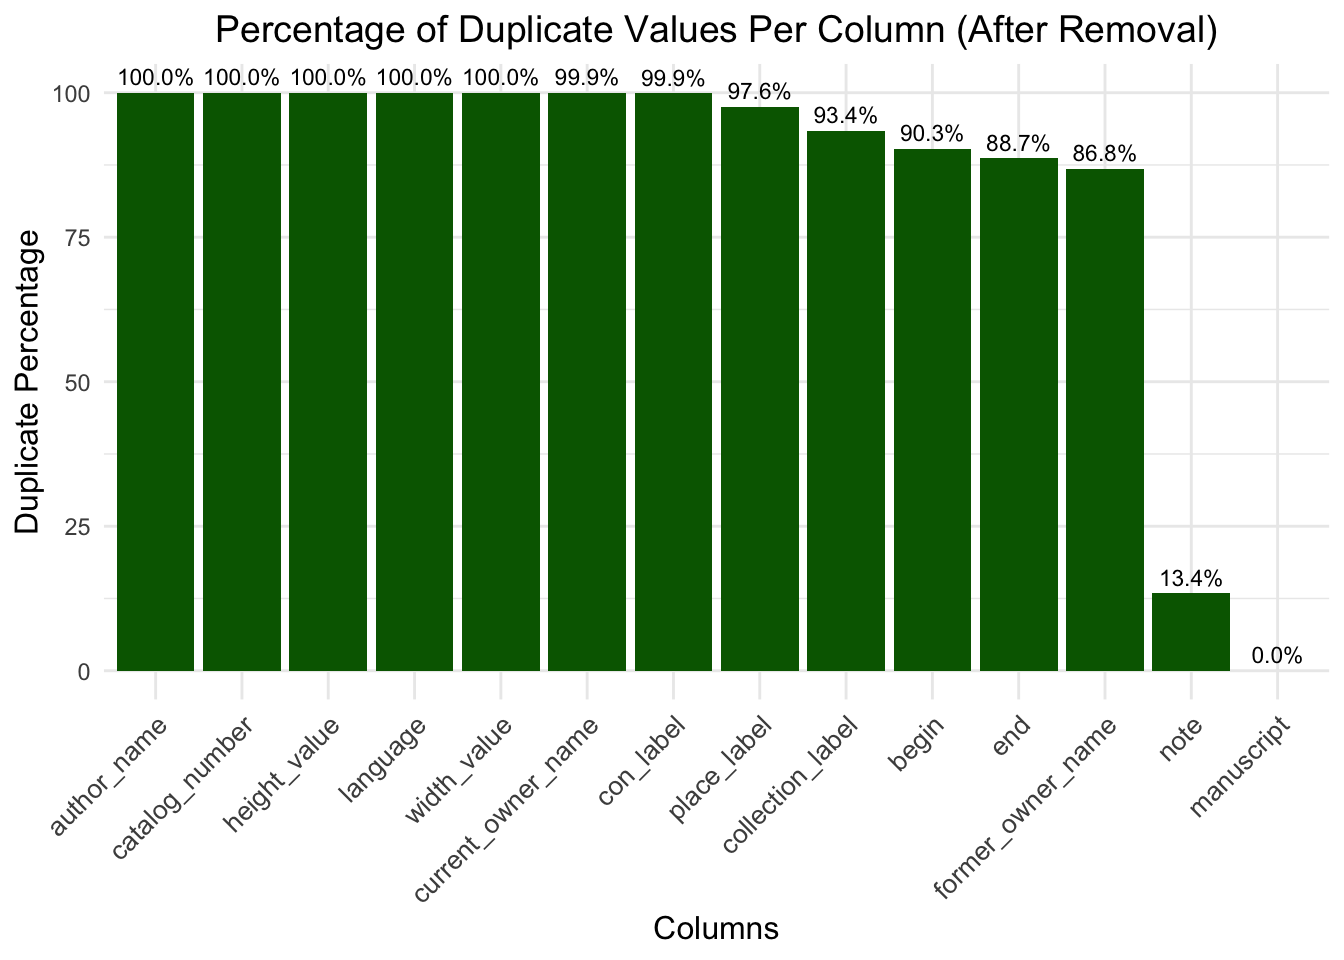 Percentage of Duplicate Values Per Column (After Removal)
100.0% 100.0% 100.0% 100.0% 100.0% 99.9% 99.9% 97.6% 93.4% 90.3% 88.7% 86.8% 13.4% 0.0%
Duplicate Percentage
100
75
50
25
0
author_name
catalog_number
height_value
language
width_value
current_owner_name
con_label
place_label
collection_label
begin
end
former_owner_name
note
manuscript
Columns